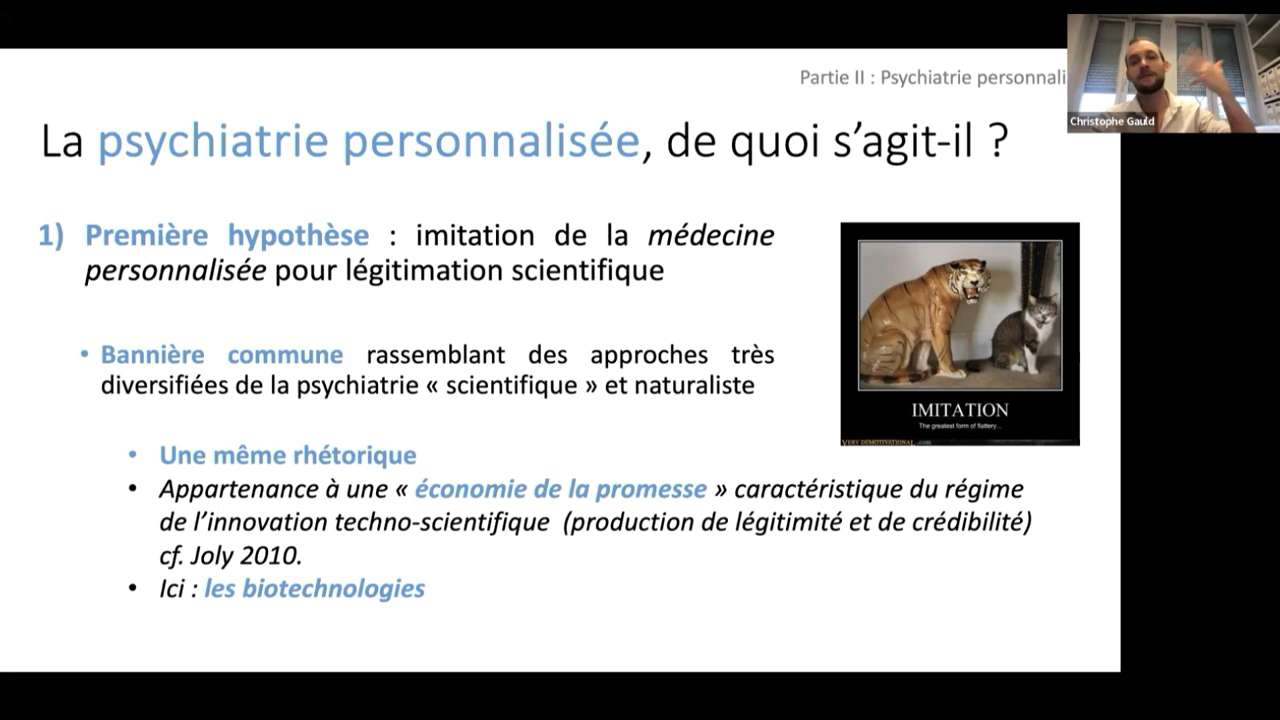 Partie II : Psychiatrie personnali
Christophe Gauld
La psychiatrie personnalisée, de quoi s’agit-il ?
1) Première hypothèse : imitation de la médecine
personnalisée pour légitimation scientifique
• Bannière commune rassemblant des approches très
diversifiées de la psychiatrie « scientifique » et naturaliste
IMITATION
The greatest form of flattery...
VERY DEMOTIVATIONAL .com
• Une même rhétorique
• Appartenance à une « économie de la promesse » caractéristique du régime
de l’innovation techno-scientifique (production de légitimité et de crédibilité)
cf. Joly 2010.
• Ici : les biotechnologies